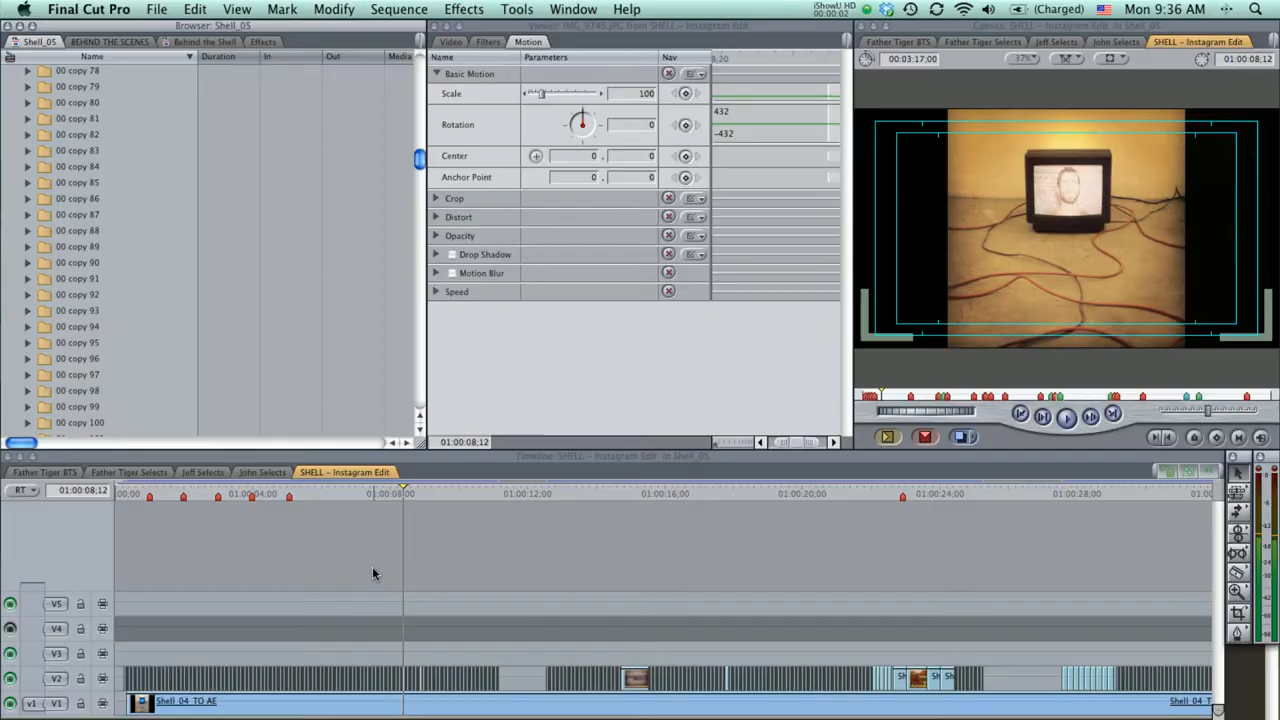 Final Cut Pro File Edit View Mark Modify Sequence Effects Tools Window Help iShowU HD 00:00:02 (Charged) Mon 9:36 AM
Browser: Shell_05
Viewer: IMG_9745.JPG from SHELL – Instagram Edit
Canvas: SHELL – Instagram Edit in Shell_05
Shell_05 BEHIND THE SCENES Behind the Shell Effects
Video Filters Motion
Father Tiger BTS Father Tiger Selects Jeff Selects John Selects SHELL – Instagram Edit
Name Duration In Out Media
Name Parameters Nav
00:03:17;00 37% 01:00:08;12
00 copy 78
00 copy 79
00 copy 80
00 copy 81
00 copy 82
00 copy 83
00 copy 84
00 copy 85
00 copy 86
00 copy 87
00 copy 88
00 copy 89
00 copy 90
00 copy 91
00 copy 92
00 copy 93
00 copy 94
00 copy 95
00 copy 96
00 copy 97
00 copy 98
00 copy 99
00 copy 100
Basic Motion
Scale 100
Rotation 0 432
-432
Center 0 , 0
Anchor Point 0 , 0
Crop
Distort
Opacity
Drop Shadow
Motion Blur
Speed
01:00:08;12
Timeline: SHELL – Instagram Edit in Shell_05
Father Tiger BTS Father Tiger Selects Jeff Selects John Selects SHELL – Instagram Edit
RT 01:00:08;12 00;00 01:00:04;00 01:00:08;00 01:00:12;00 01:00:16;00 01:00:20;00 01:00:24;00 01:00:28;00
V5
V4
V3
V2
v1 V1 Shell_04_TO AE Shell_04_T